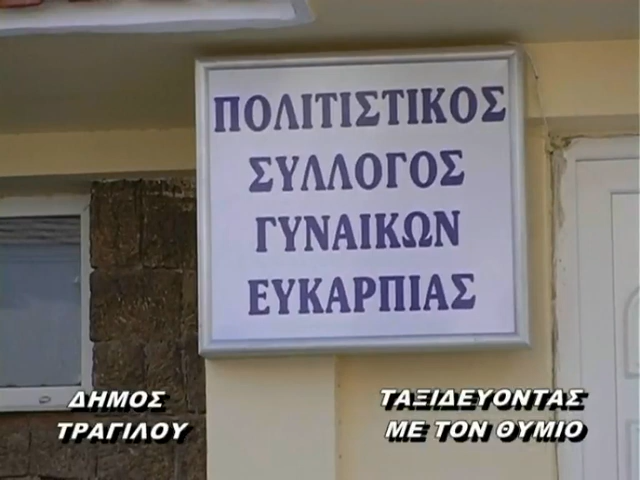 ΠΟΛΙΤΙΣΤΙΚΟΣ
ΣΥΛΛΟΓΟΣ
ΓΥΝΑΙΚΩΝ
ΕΥΚΑΡΠΙΑΣ
ΔΗΜΟΣ
ΤΡΑΓΙΛΟΥ
ΤΑΞΙΔΕΥΟΝΤΑΣ
ΜΕ ΤΟΝ ΘΥΜΙΟ